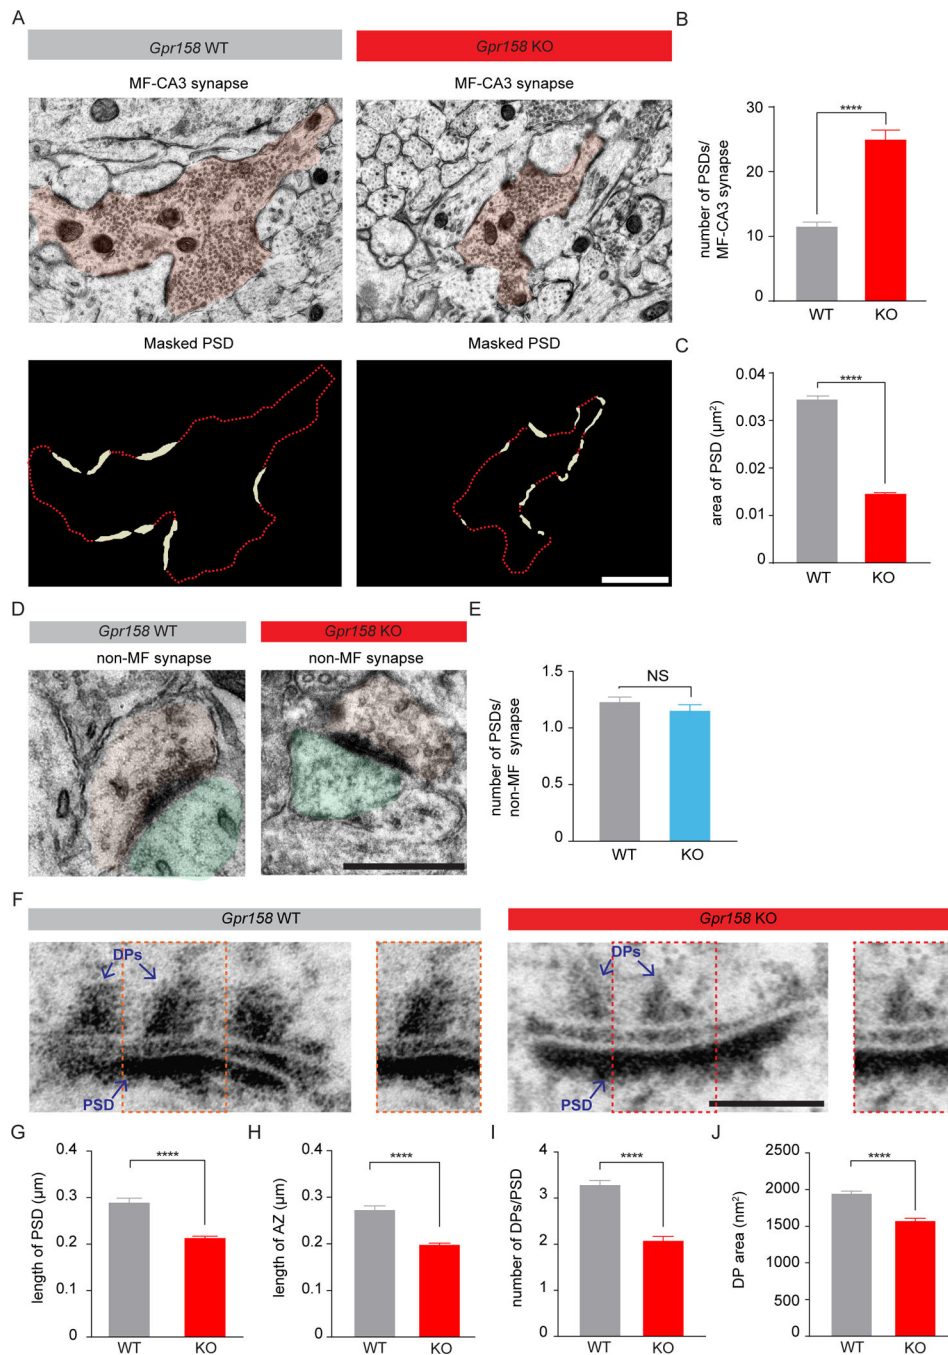 A
Gpr158 WT
Gpr158 KO
MF-CA3 synapse
MF-CA3 synapse
Masked PSD
Masked PSD
B
number of PSDs/
MF-CA3 synapse
30
20
10
0
****
WT
KO
C
area of PSD (µm²)
0.04
0.03
0.02
0.01
0
****
WT
KO
D
Gpr158 WT
Gpr158 KO
non-MF synapse
non-MF synapse
E
number of PSDs/
non-MF synapse
1.5
1.0
0.5
0
NS
WT
KO
F
Gpr158 WT
Gpr158 KO
DPs
PSD
DPs
PSD
G
length of PSD (µm)
0.4
0.3
0.2
0.1
0
****
WT
KO
H
length of AZ (µm)
0.4
0.3
0.2
0.1
0
****
WT
KO
I
number of DPs/PSD
4
3
2
1
0
****
WT
KO
J
DP area (nm²)
2500
2000
1500
1000
500
0
****
WT
KO